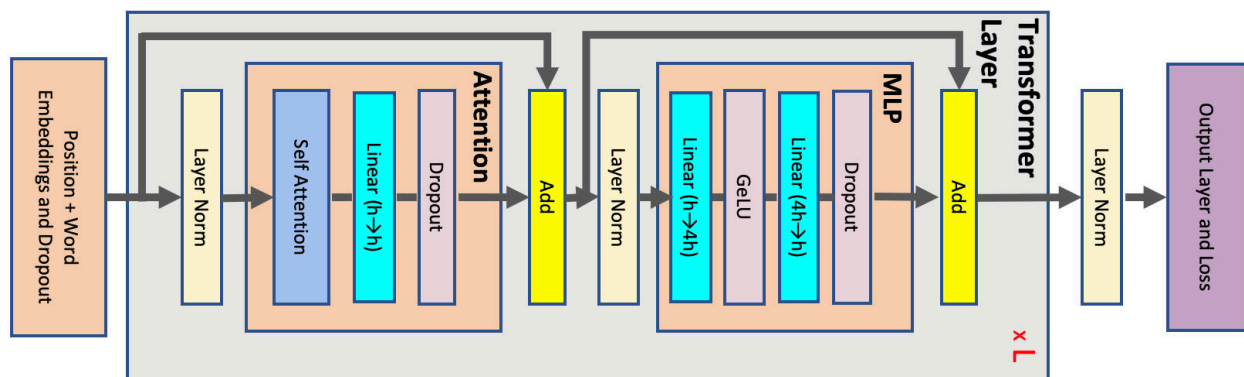 Position + Word
Embeddings and Dropout
Layer Norm
Self Attention
Linear (h→h)
Dropout
Attention
Add
Layer Norm
Linear (h→4h)
GeLU
Linear (4h→h)
Dropout
MLP
Add
Transformer
Layer
x L
Layer Norm
Output Layer and Loss